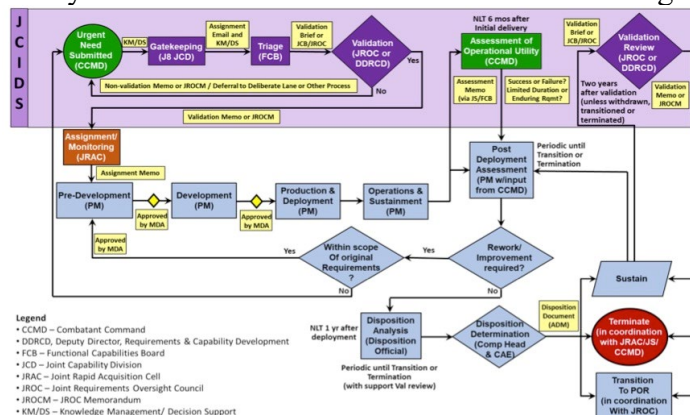 J
C
I
D
S
Urgent
Need
Submitted
(CCMD)
KM/DS
Gatekeeping
(J8 JCD)
Assignment
Email and
KM/DS
Triage
(FCB)
Validation
Brief or
JCB/JROC
Validation
(JROC or
DDRCD)
Yes
No
Non-validation Memo or JROCM / Deferral to Deliberate Lane or Other Process
Validation Memo or JROCM
NLT 6 mos after
Initial delivery
Assessment of
Operational Utility
(CCMD)
Assessment
Memo
(via JS/FCB)
Success or Failure?
Limited Duration or
Enduring Rqmt?
Validation
Brief or
JCB/JROC
Validation
Review
(JROC or
DDRCD)
Two years
after validation
(unless withdrawn,
transitioned or
terminated)
Validation
Memo or
JROCM
Assignment/
Monitoring
(JRAC)
Assignment Memo
Pre-Development
(PM)
Approved
by MDA
Development
(PM)
Approved
by MDA
Production &
Deployment
(PM)
Operations &
Sustainment
(PM)
Post
Deployment
Assessment
(PM w/input
from CCMD)
Periodic until
Transition or
Termination
Approved
by MDA
Yes
Within scope
Of original
Requirements
?
No
Yes
Rework/
Improvement
required?
No
Sustain
NLT 1 yr after
deployment
Disposition
Analysis
(Disposition
Official)
Periodic until Transition or
Termination
(with support Val review)
Disposition
Determination
(Comp Head
& CAE)
Disposition
Document
(ADM)
Terminate
(in coordination
with JRAC/JS/
CCMD)
Transition
To POR
(in coordination
With JROC)
Legend
• CCMD – Combatant Command
• DDRCD, Deputy Director, Requirements & Capability Development
• FCB – Functional Capabilities Board
• JCD – Joint Capability Division
• JRAC – Joint Rapid Acquisition Cell
• JROC – Joint Requirements Oversight Council
• JROCM – JROC Memorandum
• KM/DS – Knowledge Management/ Decision Support